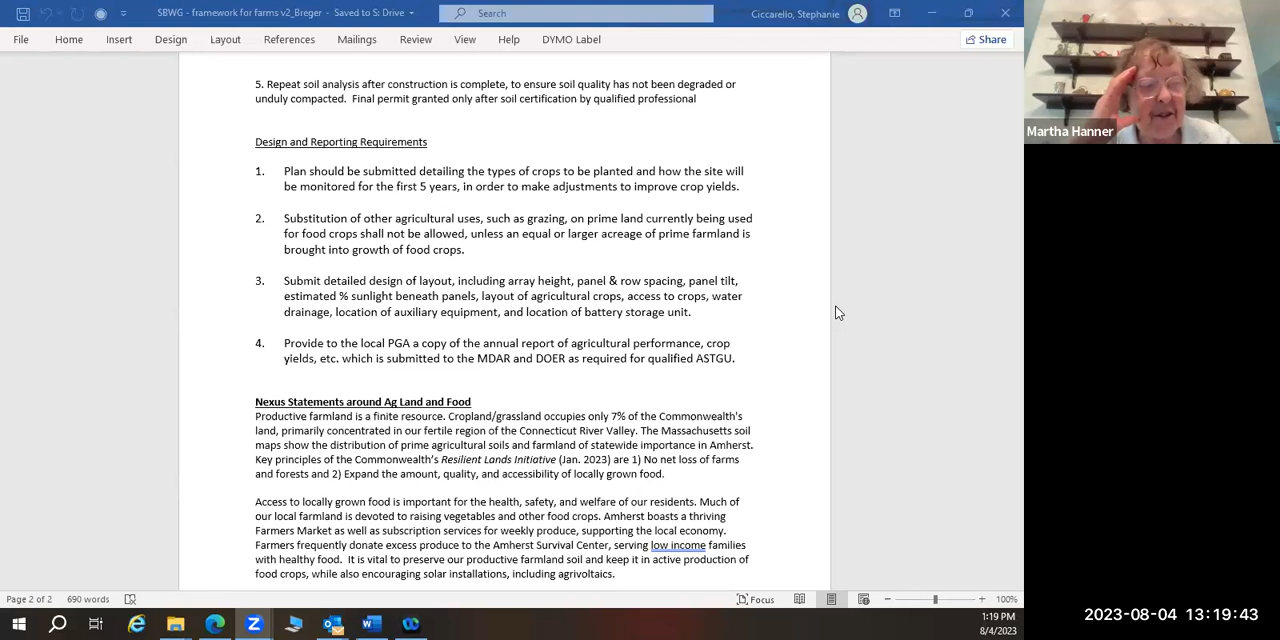 SBWG - framework for farms v2_Breger - Saved to S: Drive
Search
Ciccarello, Stephanie
File Home Insert Design Layout References Mailings Review View Help DYMO Label
Share
5. Repeat soil analysis after construction is complete, to ensure soil quality has not been degraded or
unduly compacted. Final permit granted only after soil certification by qualified professional
Martha Hanner
Design and Reporting Requirements
1. Plan should be submitted detailing the types of crops to be planted and how the site will
be monitored for the first 5 years, in order to make adjustments to improve crop yields.
2. Substitution of other agricultural uses, such as grazing, on prime land currently being used
for food crops shall not be allowed, unless an equal or larger acreage of prime farmland is
brought into growth of food crops.
3. Submit detailed design of layout, including array height, panel & row spacing, panel tilt,
estimated % sunlight beneath panels, layout of agricultural crops, access to crops, water
drainage, location of auxiliary equipment, and location of battery storage unit.
4. Provide to the local PGA a copy of the annual report of agricultural performance, crop
yields, etc. which is submitted to the MDAR and DOER as required for qualified ASTGU.
Nexus Statements around Ag Land and Food
Productive farmland is a finite resource. Cropland/grassland occupies only 7% of the Commonwealth's
land, primarily concentrated in our fertile region of the Connecticut River Valley. The Massachusetts soil
maps show the distribution of prime agricultural soils and farmland of statewide importance in Amherst.
Key principles of the Commonwealth's Resilient Lands Initiative (Jan. 2023) are 1) No net loss of farms
and forests and 2) Expand the amount, quality, and accessibility of locally grown food.
Access to locally grown food is important for the health, safety, and welfare of our residents. Much of
our local farmland is devoted to raising vegetables and other food crops. Amherst boasts a thriving
Farmers Market as well as subscription services for weekly produce, supporting the local economy.
Farmers frequently donate excess produce to the Amherst Survival Center, serving low income families
with healthy food. It is vital to preserve our productive farmland soil and keep it in active production of
food crops, while also encouraging solar installations, including agrivoltaics.
Page 2 of 2 690 words
Focus
100%
1:19 PM
8/4/2023
2023-08-04 13:19:43